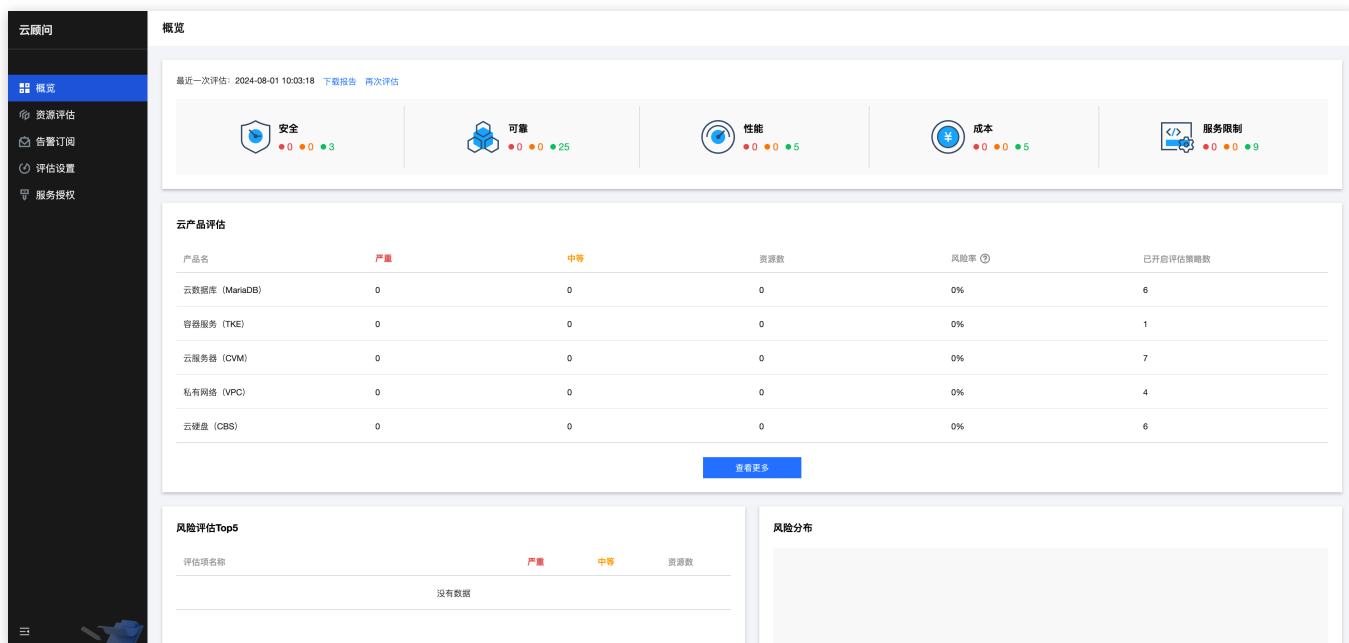 云顾问
概览
概览
资源评估
告警订阅
评估设置
服务授权
最近一次评估：2024-08-01 10:03:18 下载报告 再次评估
安全
0 0 3
可靠
0 0 25
性能
0 0 5
成本
0 0 5
服务限制
0 0 9
云产品评估
产品名 严重 中等 资源数 风险率 已开启评估策略数
云数据库（MariaDB） 0 0 0 0% 6
容器服务（TKE） 0 0 0 0% 1
云服务器（CVM） 0 0 0 0% 7
私有网络（VPC） 0 0 0 0% 4
云硬盘（CBS） 0 0 0 0% 6
查看更多
风险评估Top5
评估项名称 严重 中等 资源数
没有数据
风险分布